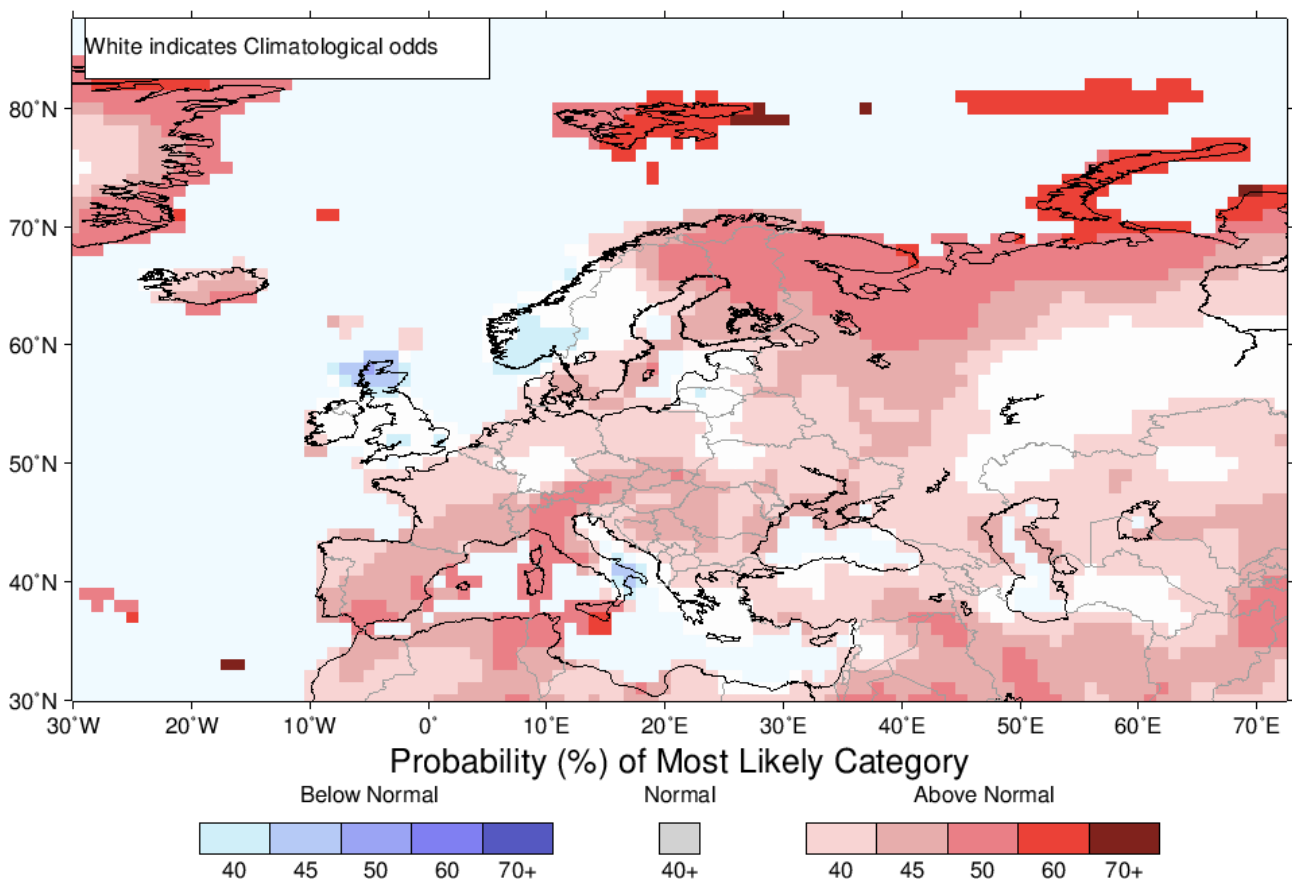 White indicates Climatological odds
80˚N
70˚N
60˚N
50˚N
40˚N
30˚N
30˚W 20˚W 10˚W 0˚ 10˚E 20˚E 30˚E 40˚E 50˚E 60˚E 70˚E
Probability (%) of Most Likely Category
Below Normal Normal Above Normal
40 45 50 60 70+ 40+ 40 45 50 60 70+